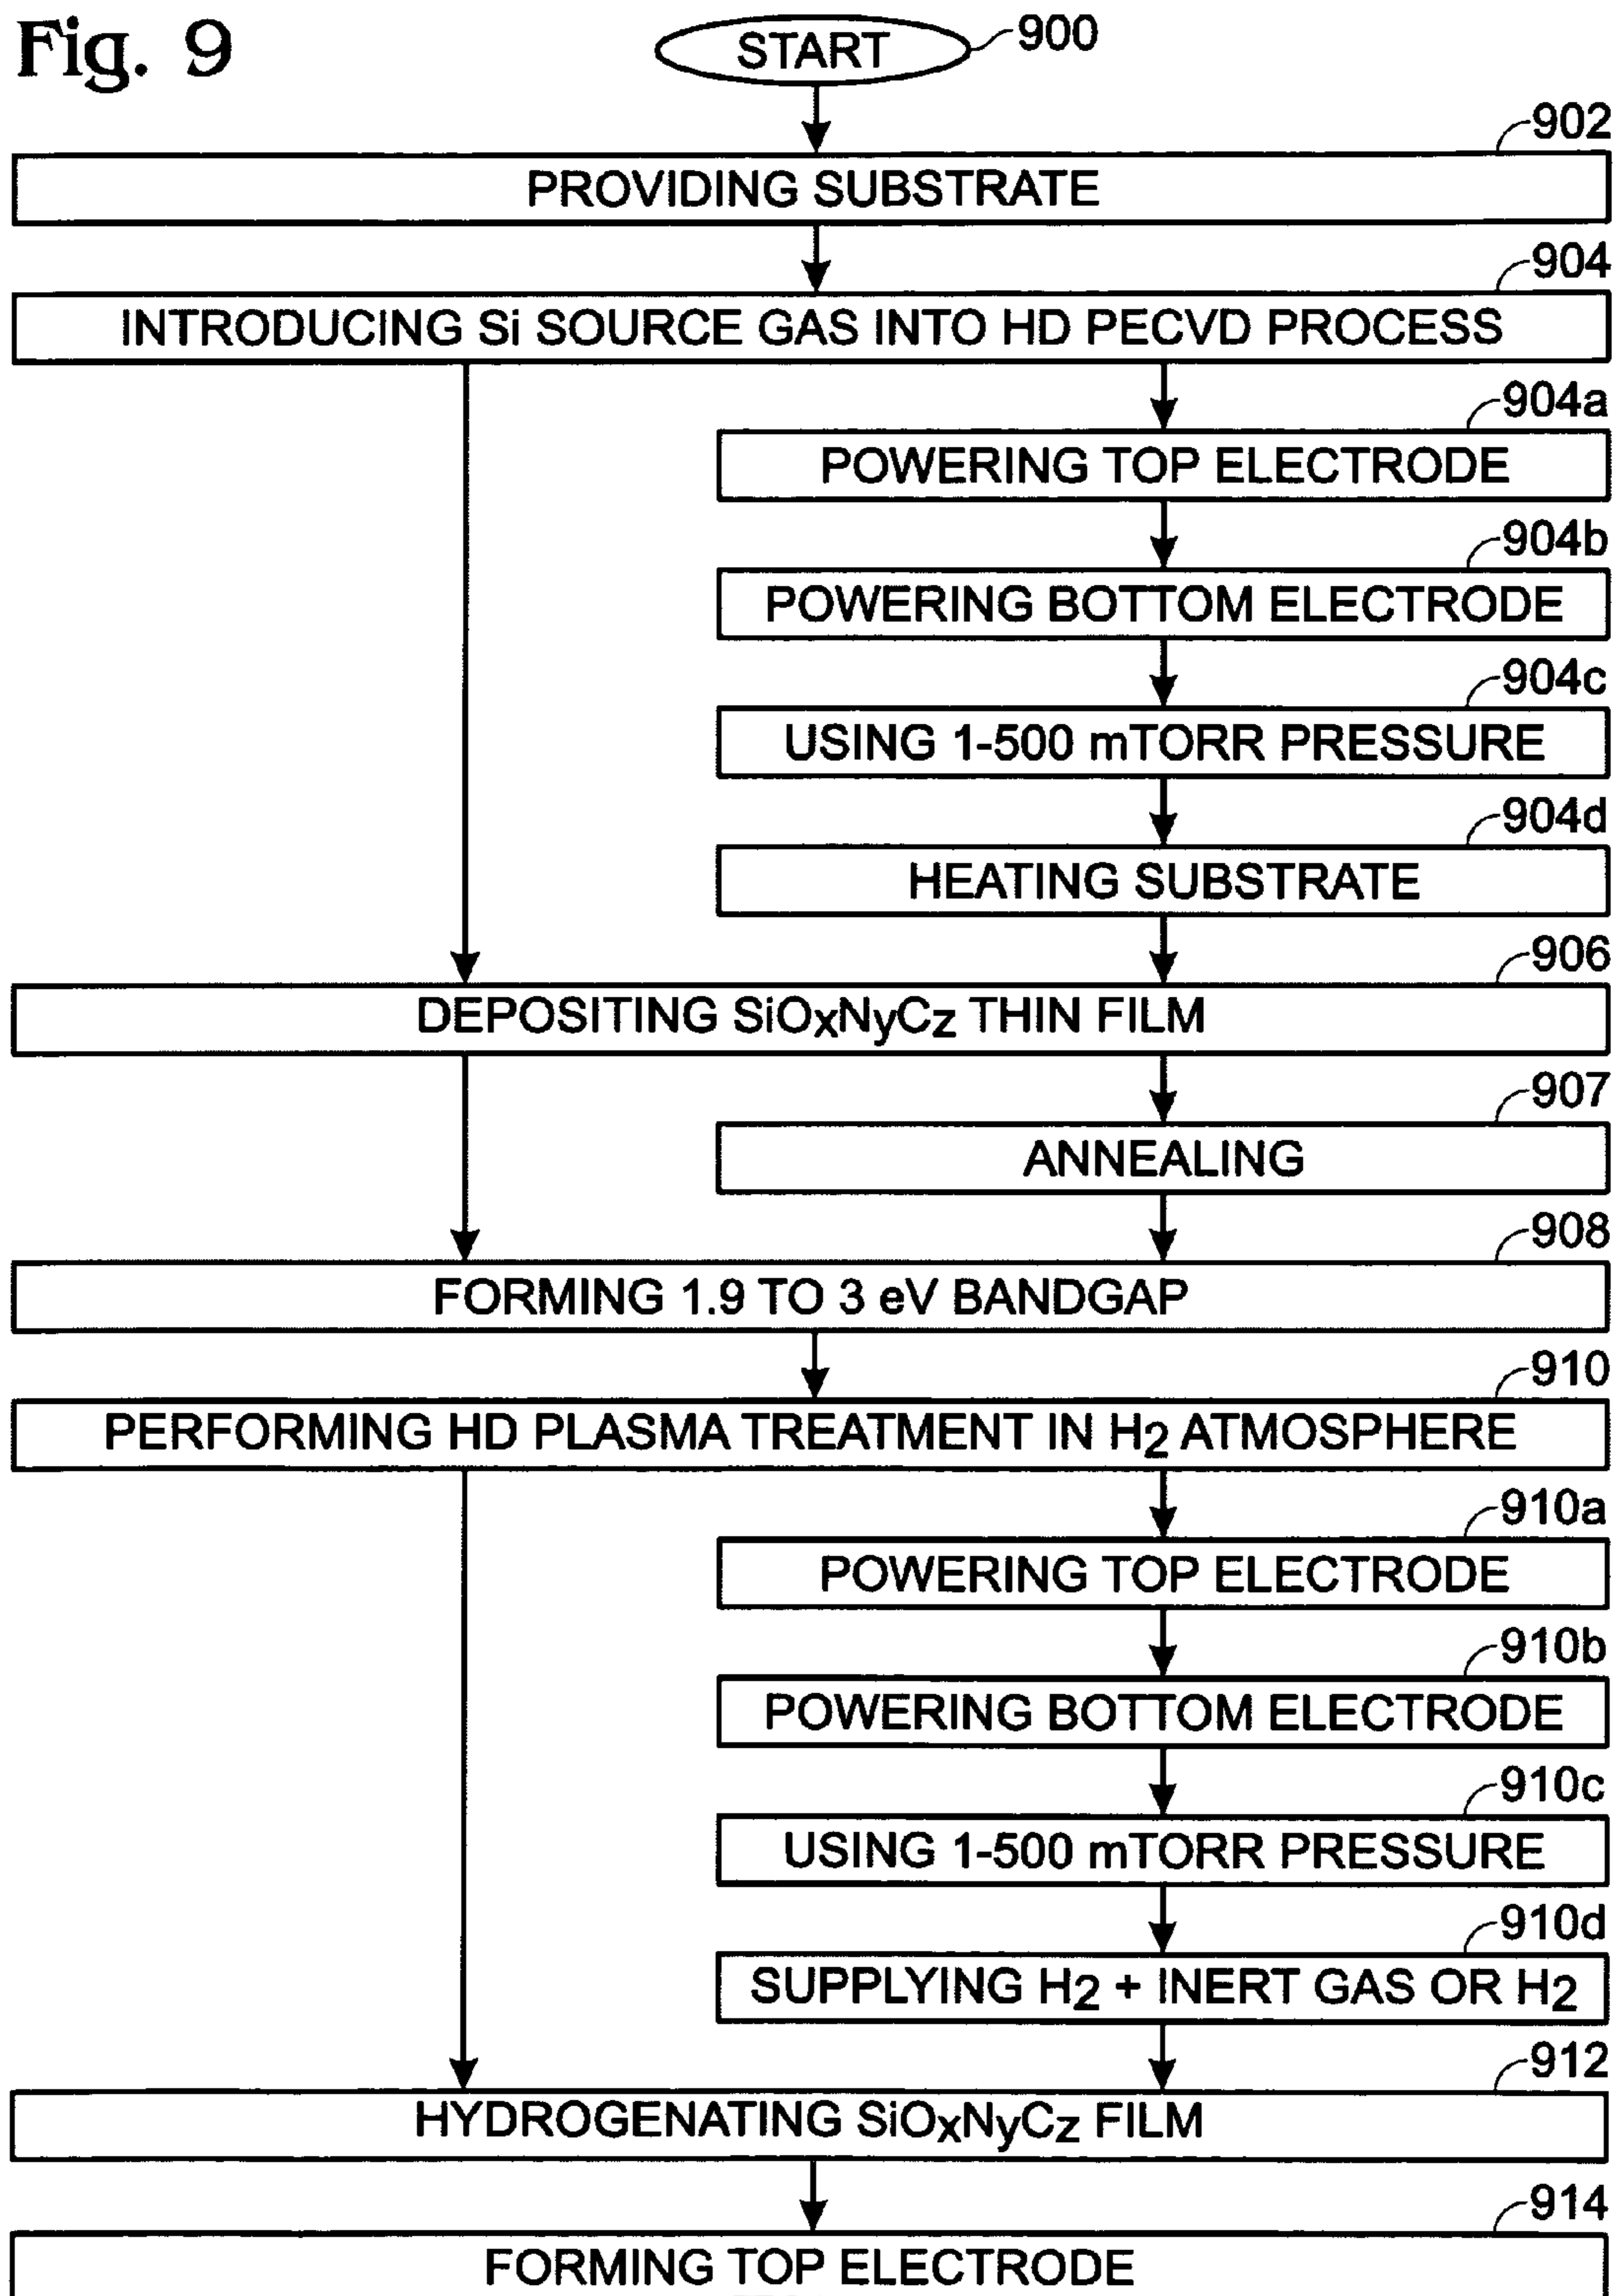 Fig. 9
START
900
902
PROVIDING SUBSTRATE
904
INTRODUCING Si SOURCE GAS INTO HD PECVD PROCESS
904a
POWERING TOP ELECTRODE
904b
POWERING BOTTOM ELECTRODE
904c
USING 1-500 mTORR PRESSURE
904d
HEATING SUBSTRATE
906
DEPOSITING SiOxNyCz THIN FILM
907
ANNEALING
908
FORMING 1.9 TO 3 eV BANDGAP
910
PERFORMING HD PLASMA TREATMENT IN H2 ATMOSPHERE
910a
POWERING TOP ELECTRODE
910b
POWERING BOTTOM ELECTRODE
910c
USING 1-500 mTORR PRESSURE
910d
SUPPLYING H2 + INERT GAS OR H2
912
HYDROGENATING SiOxNyCz FILM
914
FORMING TOP ELECTRODE